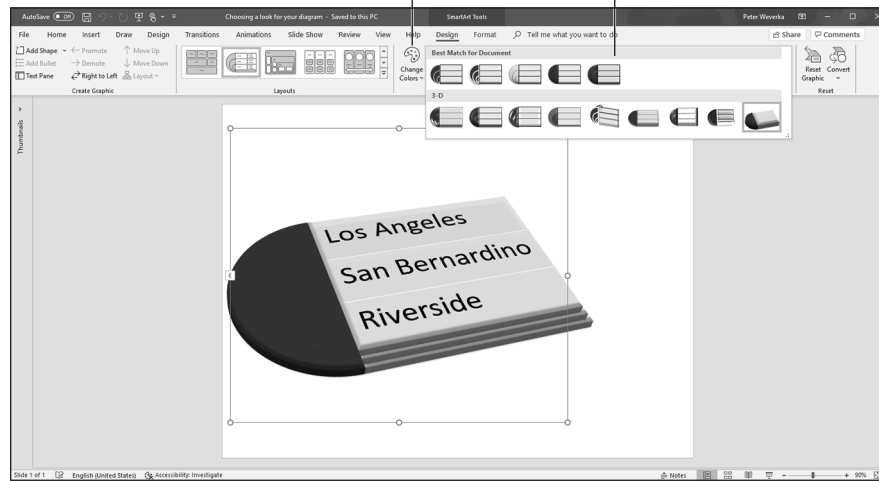 AutoSave Off Choosing a look for your diagram - Saved to this PC SmartArt Tools Peter Weverka
File Home Insert Draw Design Transitions Animations Slide Show Review View Help Design Format Tell me what you want to do Share Comments
Add Shape Promote Move Up
Add Bullet Demote Move Down
Text Pane Right to Left Layout
Create Graphic
Layouts
Change Colors
Best Match for Document
3-D
Reset Graphic
Convert
Reset
Thumbnails
Los Angeles
San Bernardino
Riverside
Slide 1 of 1 English (United States) Accessibility: Investigate Notes 90%